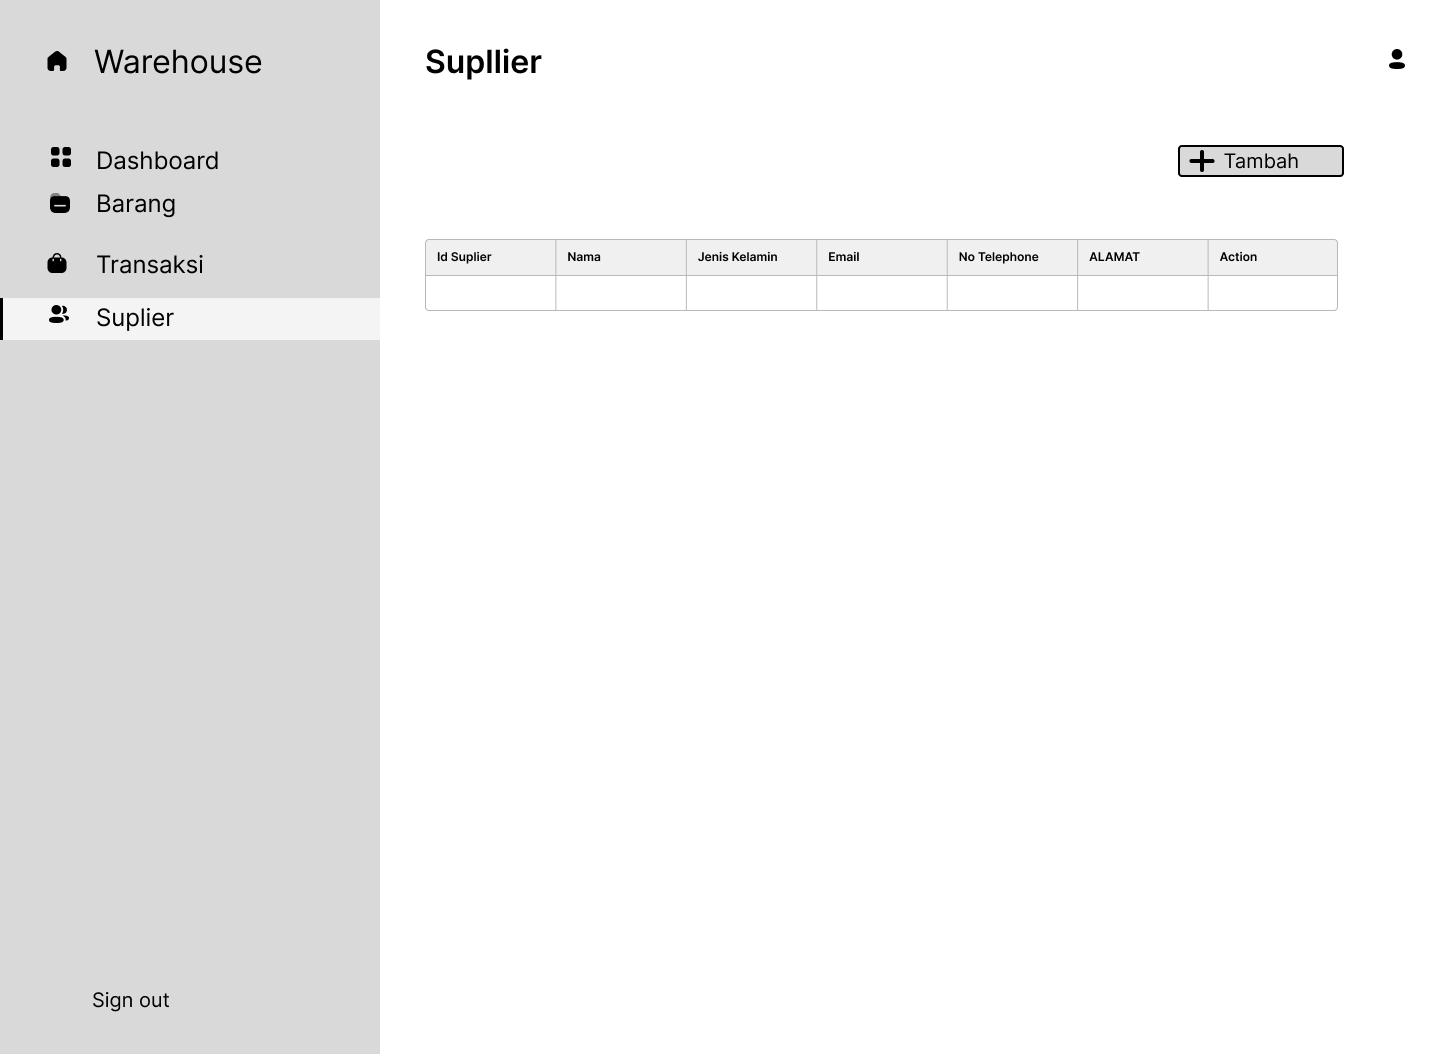 Warehouse
Dashboard
Barang
Transaksi
Suplier
Sign out
Supllier
Tambah
Id Suplier Nama Jenis Kelamin Email No Telephone ALAMAT Action